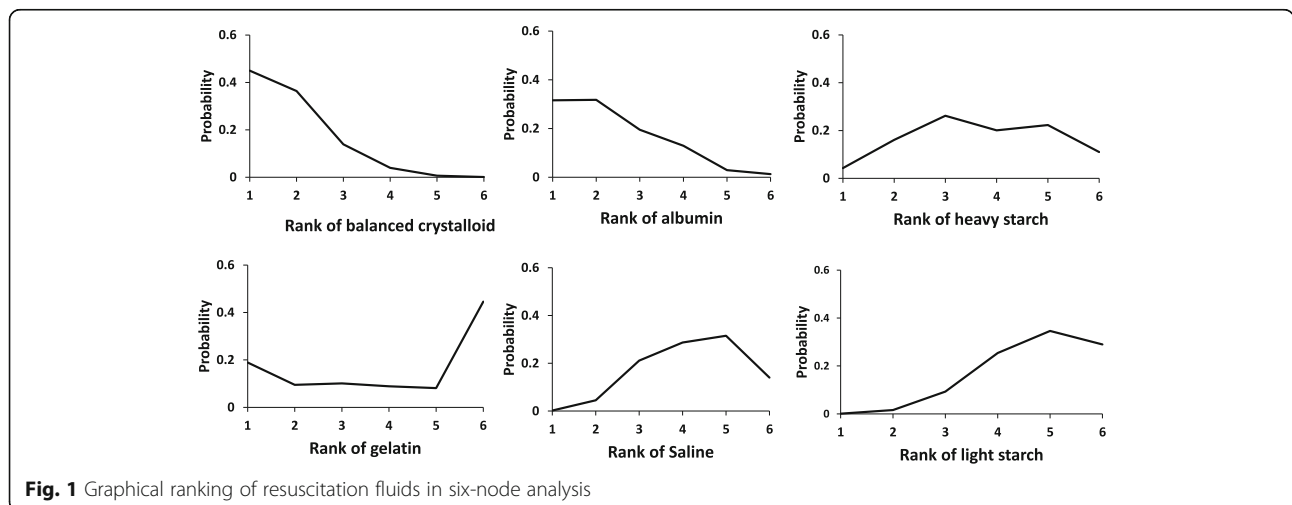 Probability
0.6
0.4
0.2
0
1 2 3 4 5 6
Rank of balanced crystalloid
Probability
0.6
0.4
0.2
0
1 2 3 4 5 6
Rank of albumin
Probability
0.6
0.4
0.2
0
1 2 3 4 5 6
Rank of heavy starch
Probability
0.6
0.4
0.2
0
1 2 3 4 5 6
Rank of gelatin
Probability
0.6
0.4
0.2
0
1 2 3 4 5 6
Rank of Saline
Probability
0.6
0.4
0.2
0
1 2 3 4 5 6
Rank of light starch
Fig. 1 Graphical ranking of resuscitation fluids in six-node analysis